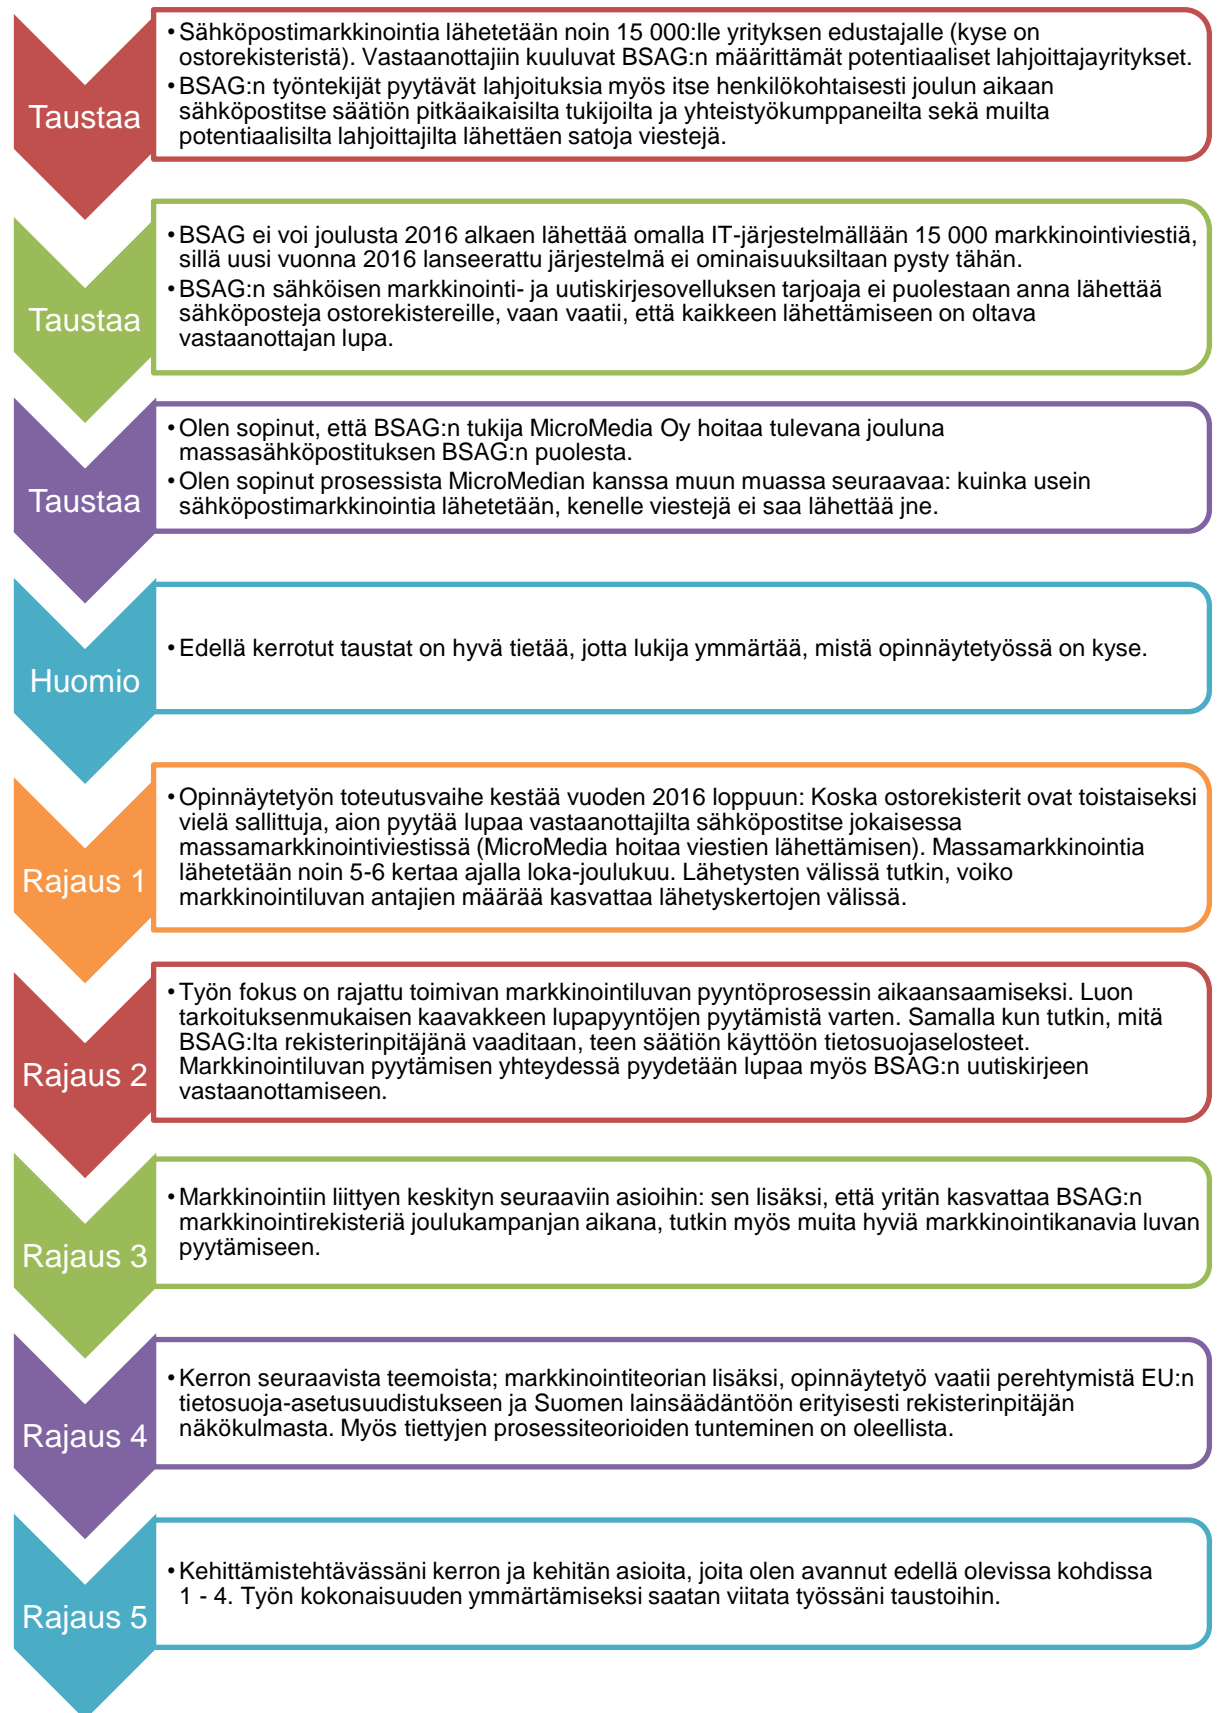 Taustaa
•Sähköpostimarkkinointia lähetetään noin 15 000:lle yrityksen edustajalle (kyse on
ostorekisteristä). Vastaanottajiin kuuluvat BSAG:n määrittämät potentiaaliset lahjoittajayritykset.
•BSAG:n työntekijät pyytävät lahjoituksia myös itse henkilökohtaisesti joulun aikaan
sähköpostitse säätiön pitkäaikaisilta tukijoilta ja yhteistyökumppaneilta sekä muilta
potentiaalisilta lahjoittajilta lähettäen satoja viestejä.
Taustaa
•BSAG ei voi joulusta 2016 alkaen lähettää omalla IT-järjestelmällään 15 000 markkinointiviestiä,
sillä uusi vuonna 2016 lanseerattu järjestelmä ei ominaisuuksiltaan pysty tähän.
•BSAG:n sähköisen markkinointi- ja uutiskirjesovelluksen tarjoaja ei puolestaan anna lähettää
sähköposteja ostorekistereille, vaan vaatii, että kaikkeen lähettämiseen on oltava
vastaanottajan lupa.
Taustaa
•Olen sopinut, että BSAG:n tukija MicroMedia Oy hoitaa tulevana jouluna
massasähköpostituksen BSAG:n puolesta.
•Olen sopinut prosessista MicroMedian kanssa muun muassa seuraavaa: kuinka usein
sähköpostimarkkinointia lähetetään, kenelle viestejä ei saa lähettää jne.
Huomio
•Edellä kerrotut taustat on hyvä tietää, jotta lukija ymmärtää, mistä opinnäytetyössä on kyse.
Rajaus 1
•Opinnäytetyön toteutusvaihe kestää vuoden 2016 loppuun: Koska ostorekisterit ovat toistaiseksi
vielä sallittuja, aion pyytää lupaa vastaanottajilta sähköpostitse jokaisessa
massamarkkinointiviestissä (MicroMedia hoitaa viestien lähettämisen). Massamarkkinointia
lähetetään noin 5-6 kertaa ajalla loka-joulukuu. Lähetysten välissä tutkin, voiko
markkinointiluvan antajien määrää kasvattaa lähetyskertojen välissä.
Rajaus 2
•Työn fokus on rajattu toimivan markkinointiluvan pyyntöprosessin aikaansaamiseksi. Luon
tarkoituksenmukaisen kaavakkeen lupapyyntöjen pyytämistä varten. Samalla kun tutkin, mitä
BSAG:lta rekisterinpitäjänä vaaditaan, teen säätiön käyttöön tietosuojaselosteet.
Markkinointiluvan pyytämisen yhteydessä pyydetään lupaa myös BSAG:n uutiskirjeen
vastaanottamiseen.
Rajaus 3
•Markkinointiin liittyen keskityn seuraaviin asioihin: sen lisäksi, että yritän kasvattaa BSAG:n
markkinointirekisteriä joulukampanjan aikana, tutkin myös muita hyviä markkinointikanavia luvan
pyytämiseen.
Rajaus 4
•Kerron seuraavista teemoista; markkinointiteorian lisäksi, opinnäytetyö vaatii perehtymistä EU:n
tietosuoja-asetusuudistukseen ja Suomen lainsäädäntöön erityisesti rekisterinpitäjän
näkökulmasta. Myös tiettyjen prosessiteorioiden tunteminen on oleellista.
Rajaus 5
•Kehittämistehtävässäni kerron ja kehitän asioita, joita olen avannut edellä olevissa kohdissa
1 - 4. Työn kokonaisuuden ymmärtämiseksi saatan viitata työssäni taustoihin.